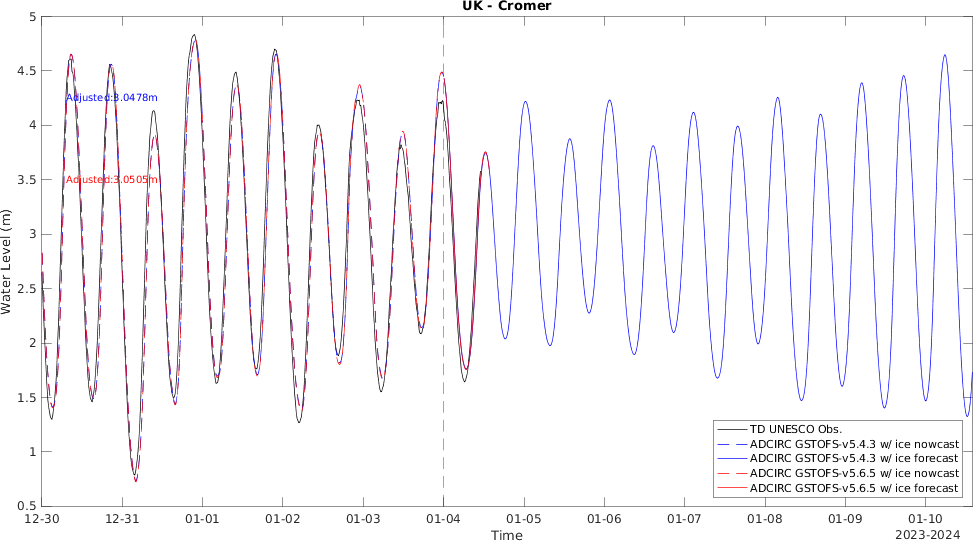 UK - Cromer
5
4.5
4
3.5
3
2.5
2
1.5
1
0.5
Water Level (m)
Adjusted:3.0478m
Adjusted:3.0505m
TD UNESCO Obs.
ADCIRC GSTOFS-v5.4.3 w/ ice nowcast
ADCIRC GSTOFS-v5.4.3 w/ ice forecast
ADCIRC GSTOFS-v5.6.5 w/ ice nowcast
ADCIRC GSTOFS-v5.6.5 w/ ice forecast
12-30 12-31 01-01 01-02 01-03 01-04 01-05 01-06 01-07 01-08 01-09 01-10
Time
2023-2024